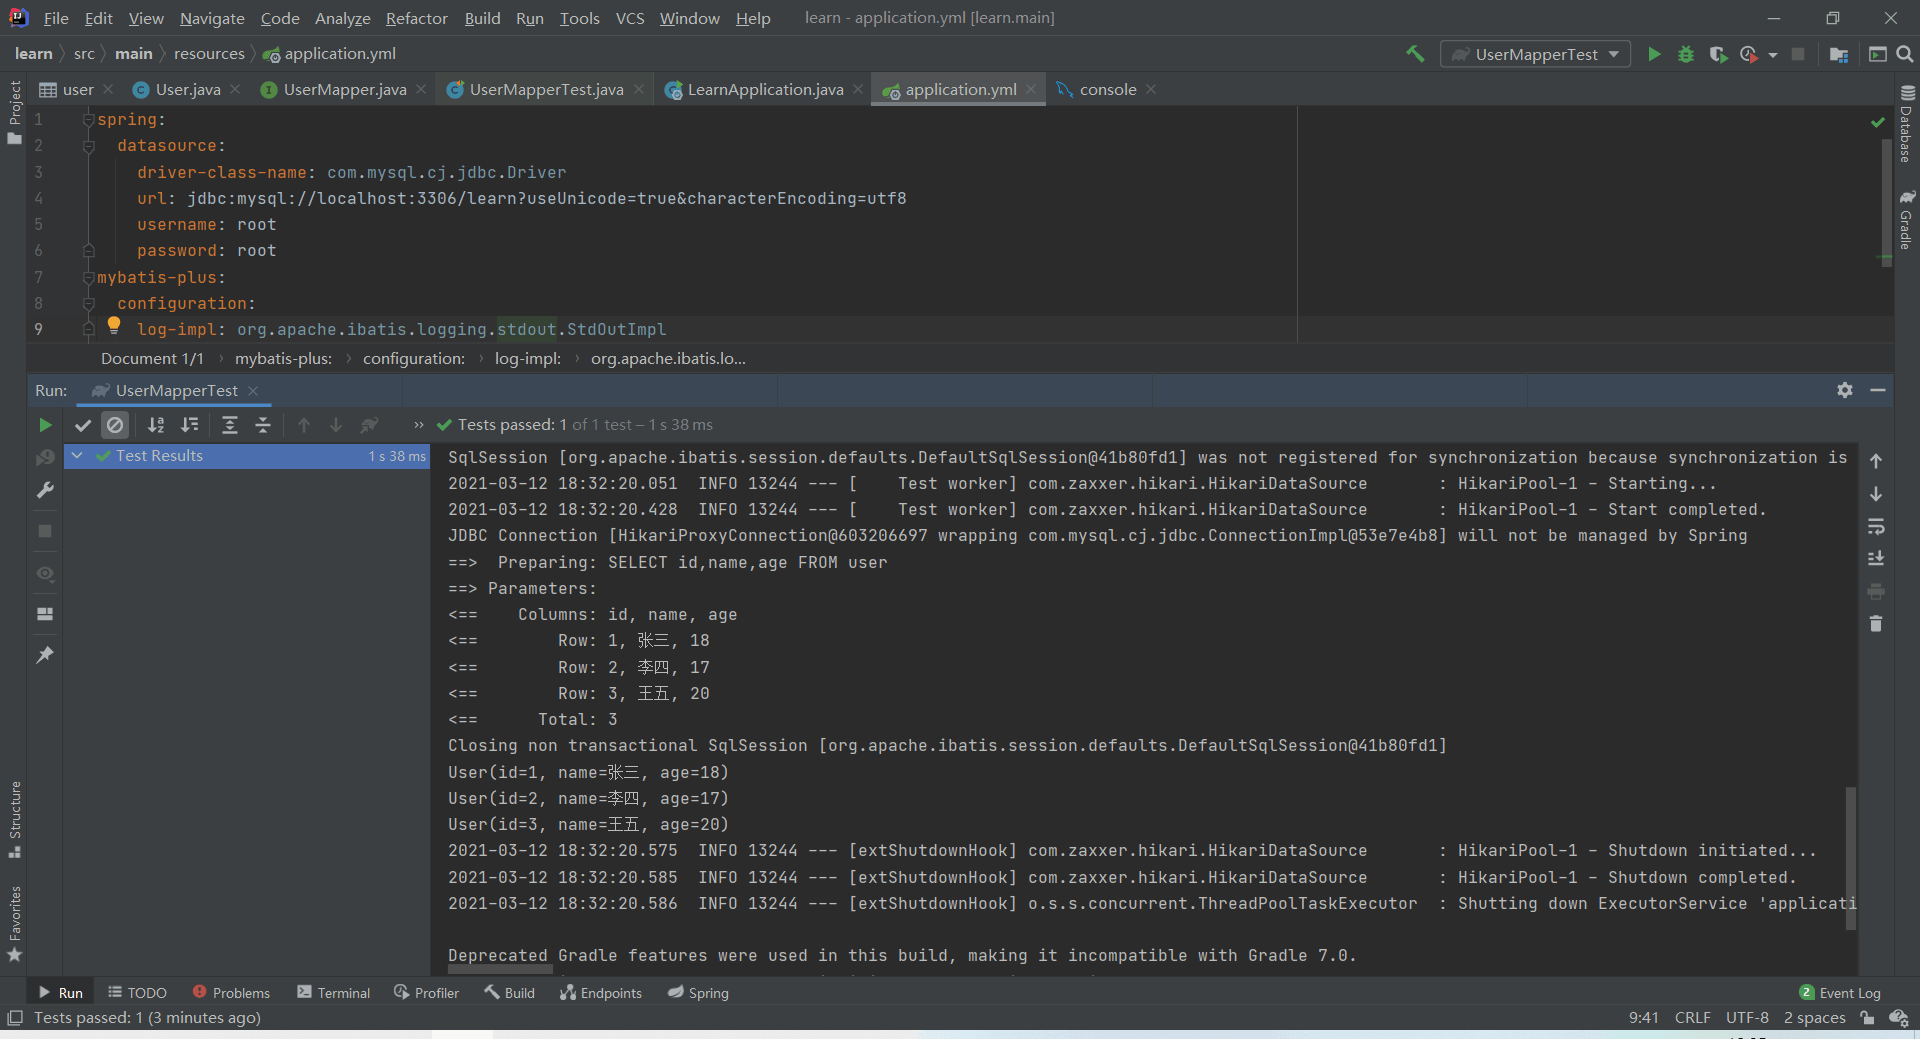 File Edit View Navigate Code Analyze Refactor Build Run Tools VCS Window Help learn - application.yml [learn.main]
learn src main resources application.yml UserMapperTest
user User.java UserMapper.java UserMapperTest.java LearnApplication.java application.yml console
Project
Database
Gradle
1 spring:
2 datasource:
3 driver-class-name: com.mysql.cj.jdbc.Driver
4 url: jdbc:mysql://localhost:3306/learn?useUnicode=true&characterEncoding=utf8
5 username: root
6 password: root
7 mybatis-plus:
8 configuration:
9 log-impl: org.apache.ibatis.logging.stdout.StdOutImpl
Document 1/1 mybatis-plus: configuration: log-impl: org.apache.ibatis.lo...
Run: UserMapperTest
Tests passed: 1 of 1 test – 1 s 38 ms
Test Results 1 s 38 ms
SqlSession [org.apache.ibatis.session.defaults.DefaultSqlSession@41b80fd1] was not registered for synchronization because synchronization is
2021-03-12 18:32:20.051  INFO 13244 --- [    Test worker] com.zaxxer.hikari.HikariDataSource       : HikariPool-1 - Starting...
2021-03-12 18:32:20.428  INFO 13244 --- [    Test worker] com.zaxxer.hikari.HikariDataSource       : HikariPool-1 - Start completed.
JDBC Connection [HikariProxyConnection@603206697 wrapping com.mysql.cj.jdbc.ConnectionImpl@53e7e4b8] will not be managed by Spring
==>  Preparing: SELECT id,name,age FROM user
==> Parameters:
<==    Columns: id, name, age
<==        Row: 1, 张三, 18
<==        Row: 2, 李四, 17
<==        Row: 3, 王五, 20
<==      Total: 3
Closing non transactional SqlSession [org.apache.ibatis.session.defaults.DefaultSqlSession@41b80fd1]
User(id=1, name=张三, age=18)
User(id=2, name=李四, age=17)
User(id=3, name=王五, age=20)
2021-03-12 18:32:20.575  INFO 13244 --- [extShutdownHook] com.zaxxer.hikari.HikariDataSource       : HikariPool-1 - Shutdown initiated...
2021-03-12 18:32:20.585  INFO 13244 --- [extShutdownHook] com.zaxxer.hikari.HikariDataSource       : HikariPool-1 - Shutdown completed.
2021-03-12 18:32:20.586  INFO 13244 --- [extShutdownHook] o.s.s.concurrent.ThreadPoolTaskExecutor  : Shutting down ExecutorService 'applicati
Deprecated Gradle features were used in this build, making it incompatible with Gradle 7.0.
Structure
Favorites
Run TODO Problems Terminal Profiler Build Endpoints Spring 2 Event Log
Tests passed: 1 (3 minutes ago) 9:41 CRLF UTF-8 2 spaces